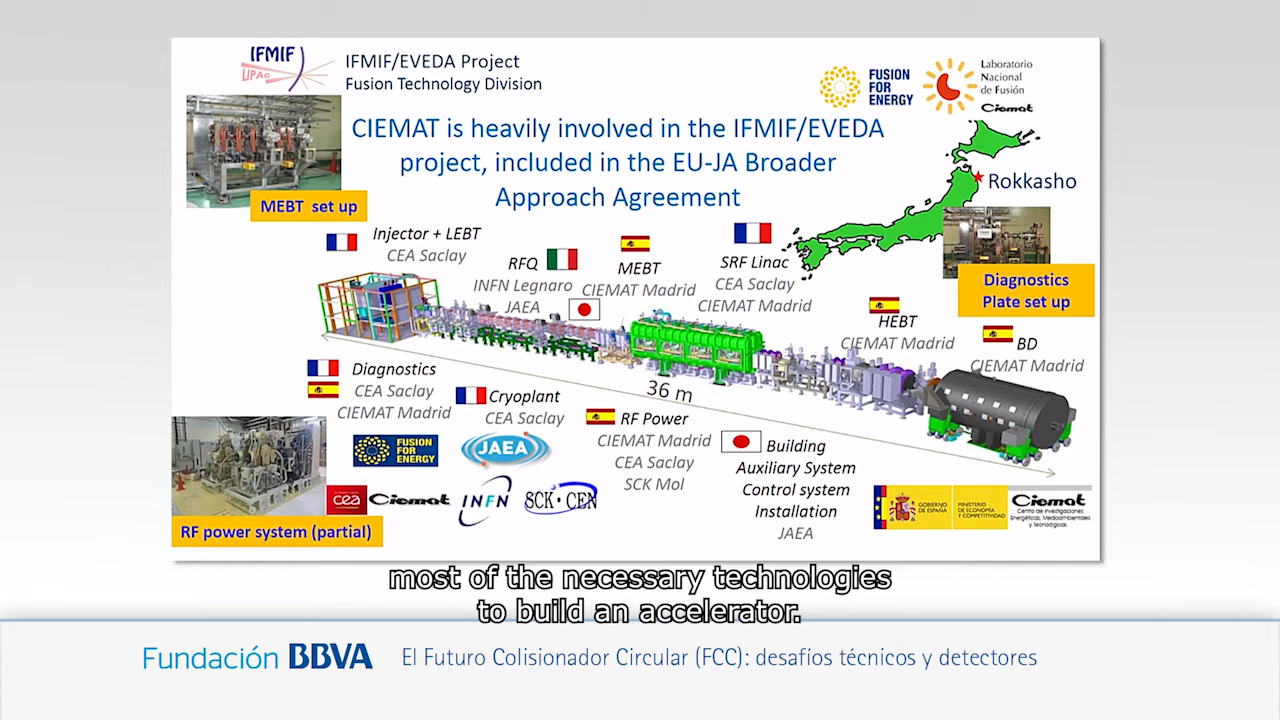 IFMIF
LIPAc
IFMIF/EVEDA Project
Fusion Technology Division
FUSION
FOR
ENERGY
Laboratorio
Nacional
de Fusión
Ciemat
CIEMAT is heavily involved in the IFMIF/EVEDA
project, included in the EU-JA Broader
Approach Agreement
Rokkasho
MEBT set up
Diagnostics
Plate set up
Injector + LEBT
CEA Saclay
RFQ
INFN Legnaro
JAEA
MEBT
CIEMAT Madrid
SRF Linac
CEA Saclay
CIEMAT Madrid
HEBT
CIEMAT Madrid
BD
CIEMAT Madrid
36 m
Diagnostics
CEA Saclay
CIEMAT Madrid
Cryoplant
CEA Saclay
RF Power
CIEMAT Madrid
CEA Saclay
SCK Mol
Building
Auxiliary System
Control system
Installation
JAEA
FUSION
FOR
ENERGY
JAEA
cea
Ciemat
INFN
SCK•CEN
RF power system (partial)
GOBIERNO
DE ESPAÑA
MINISTERIO
DE ECONOMÍA
Y COMPETITIVIDAD
Ciemat
Centro de Investigaciones
Energéticas, Medioambientales
y Tecnológicas
most of the necessary technologies
to build an accelerator.
Fundación BBVA
El Futuro Colisionador Circular (FCC): desafíos técnicos y detectores